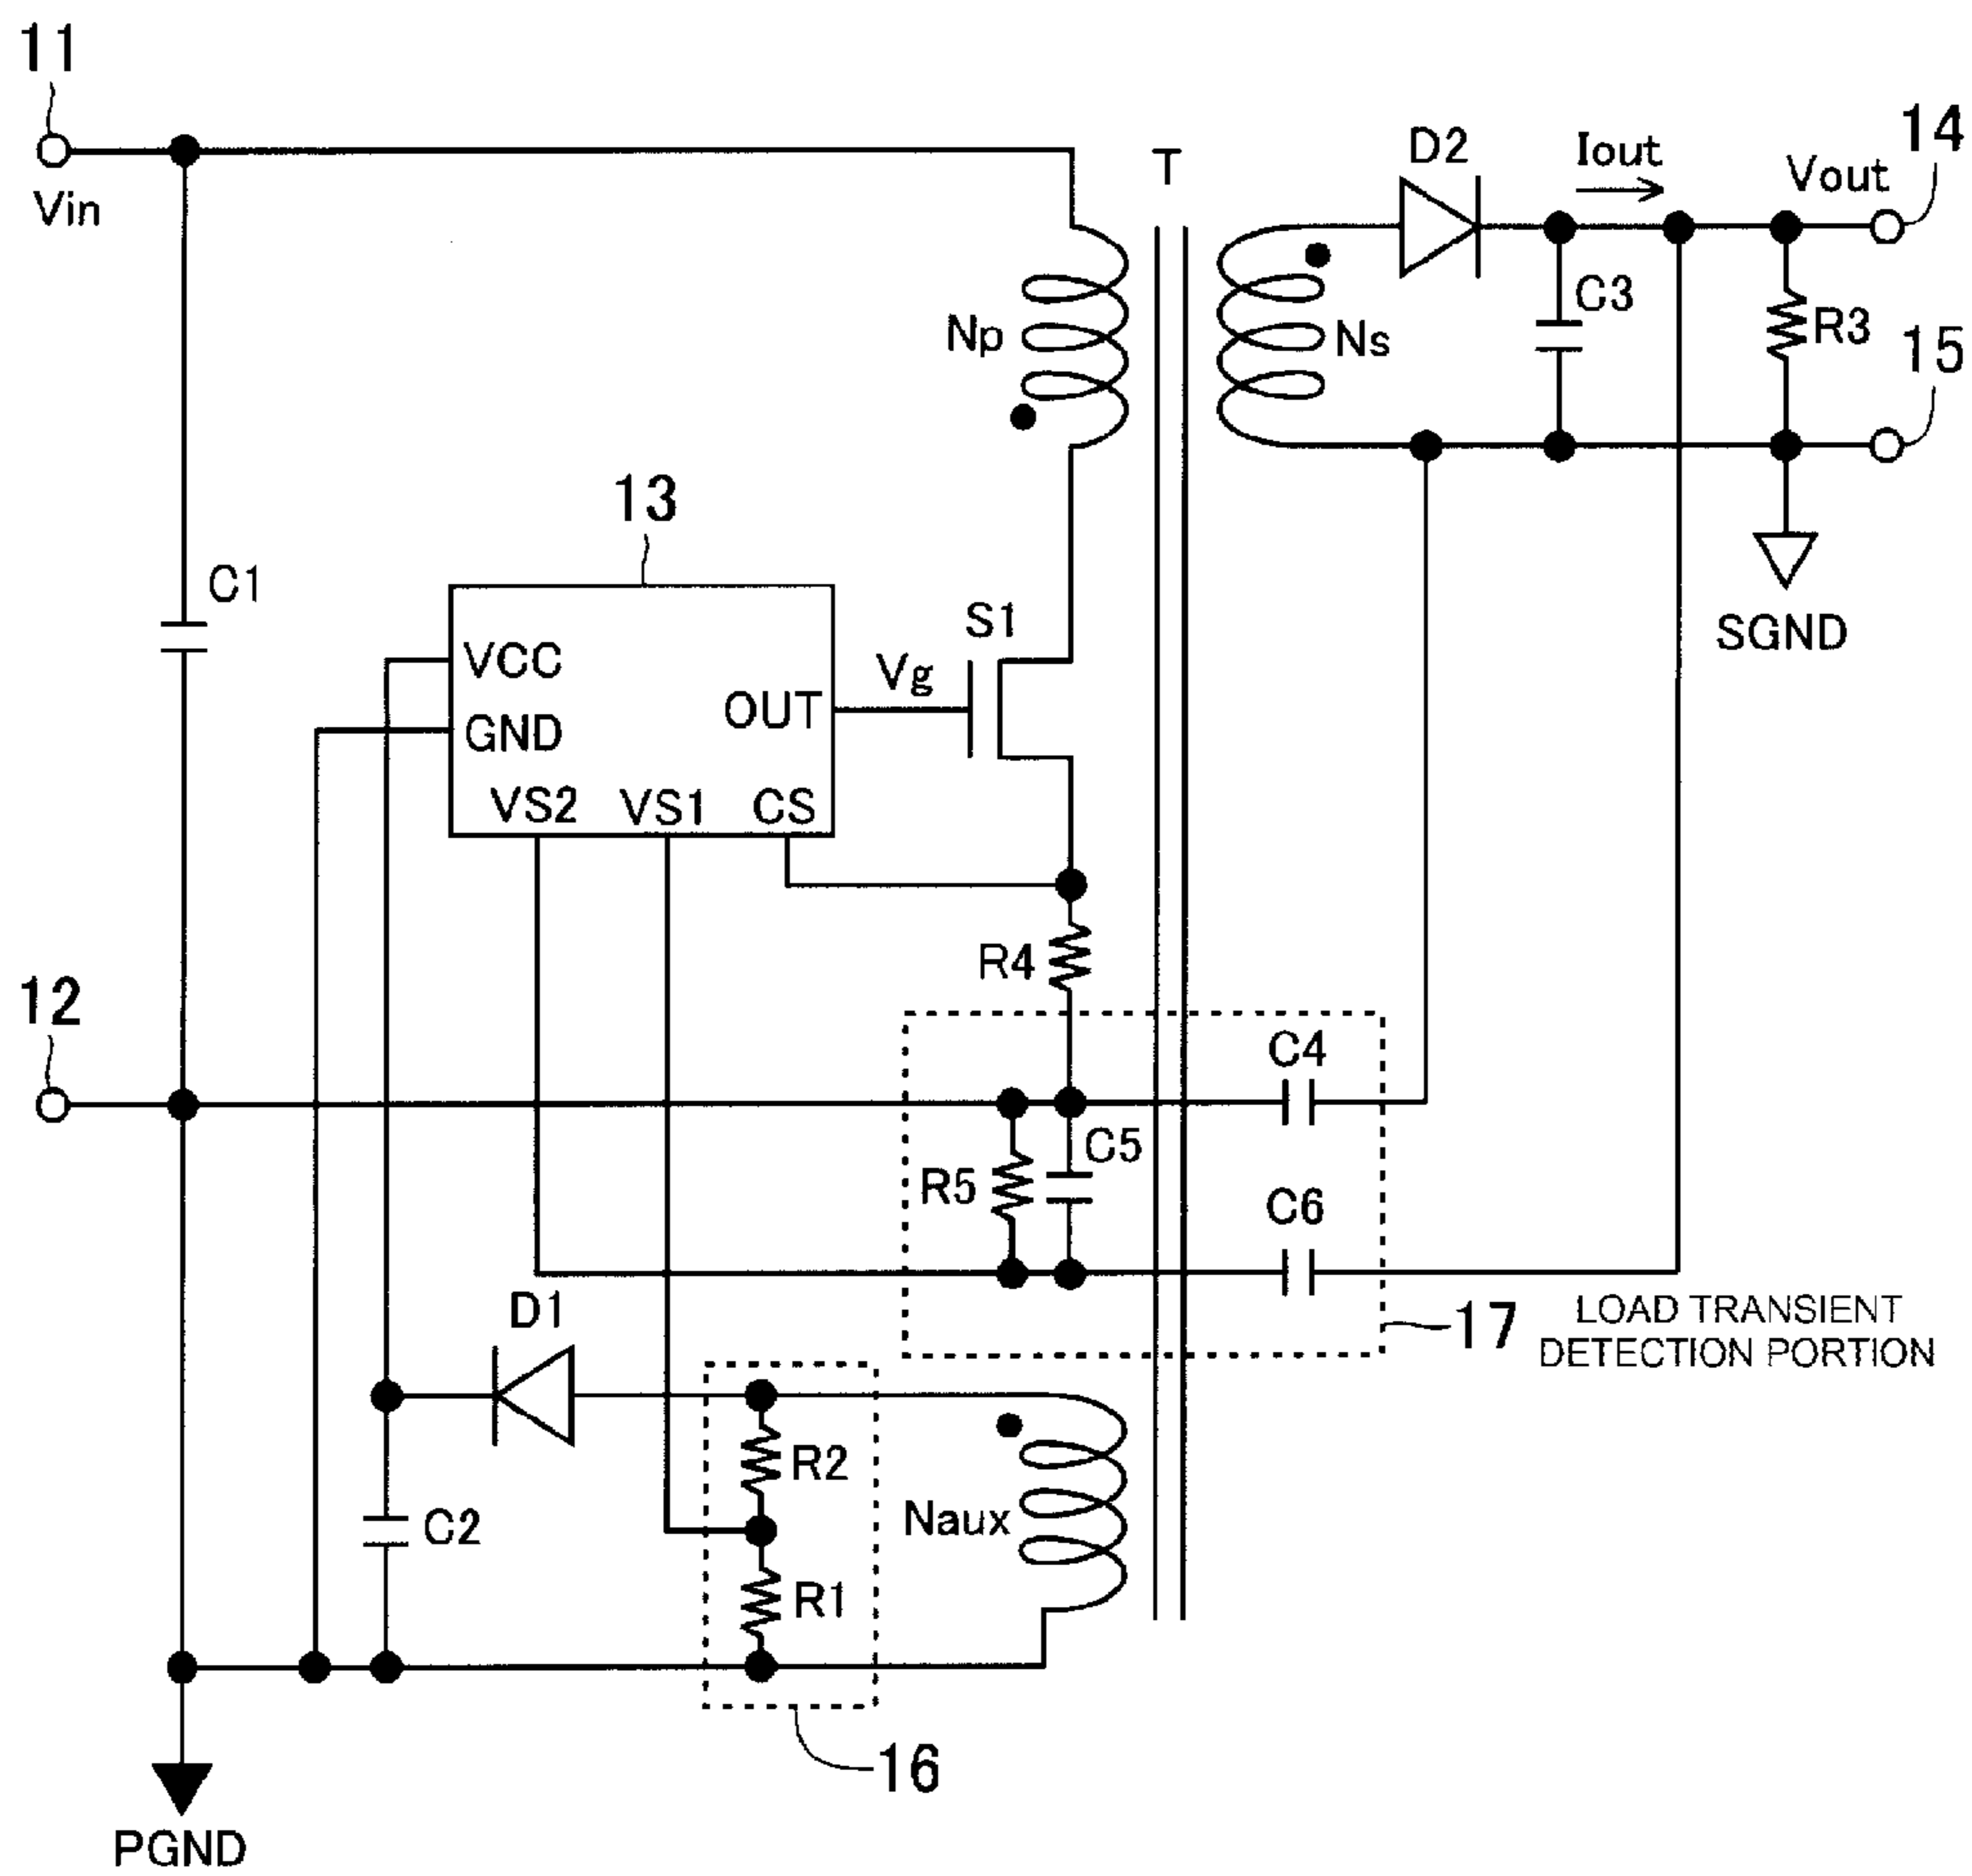 11
Vin
T
D2
Iout
Vout
14
C3
R3
Np
Ns
15
13
C1
S1
SGND
VCC
GND
OUT
Vg
VS2
VS1
CS
R4
12
C4
C5
R5
C6
D1
17
LOAD TRANSIENT
DETECTION PORTION
R2
C2
Naux
R1
16
PGND